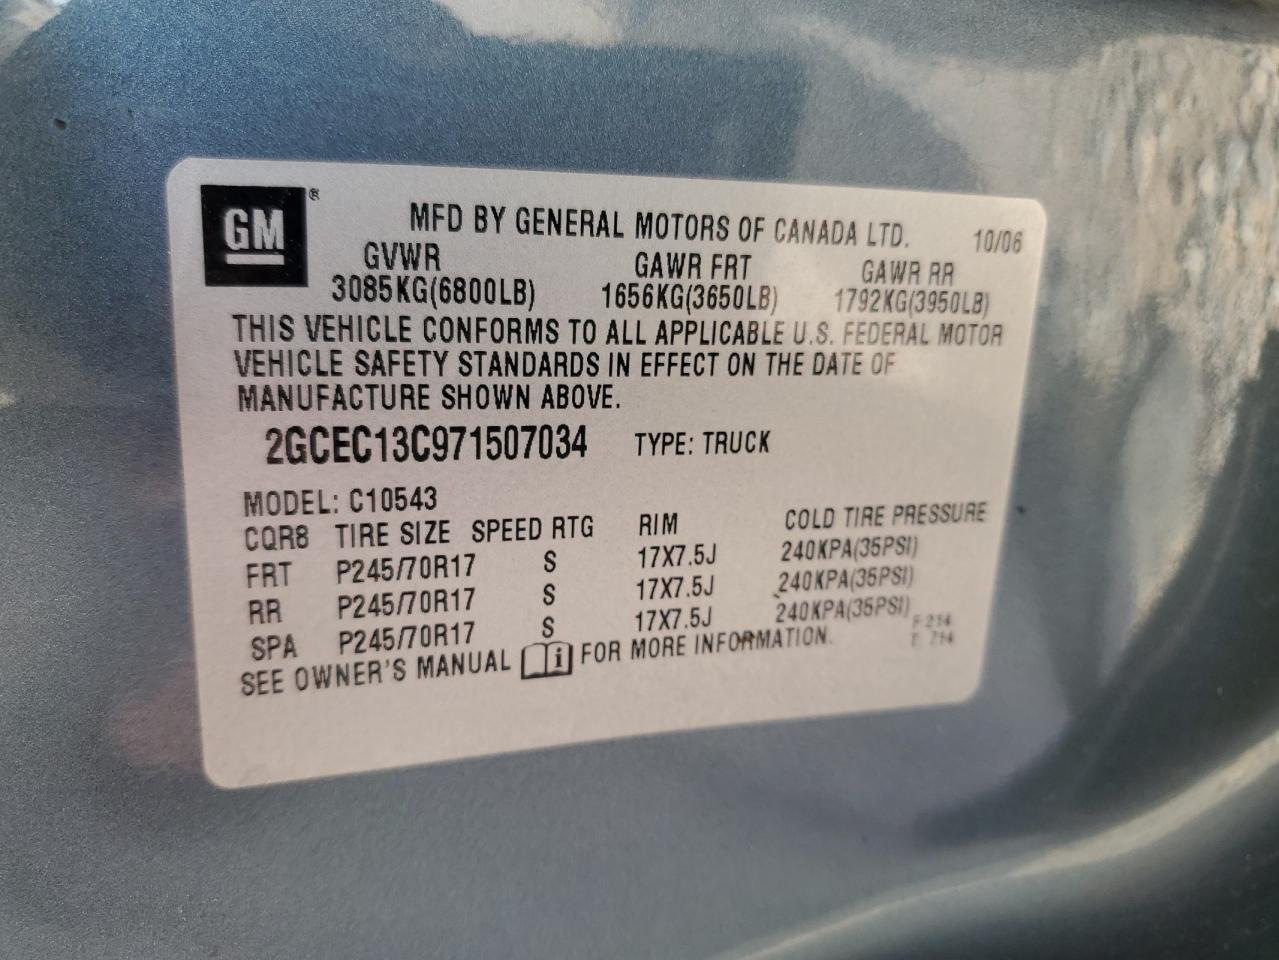 GM ®
MFD BY GENERAL MOTORS OF CANADA LTD. 10/06
GVWR GAWR FRT GAWR RR
3085KG(6800LB) 1656KG(3650LB) 1792KG(3950LB)
THIS VEHICLE CONFORMS TO ALL APPLICABLE U.S. FEDERAL MOTOR
VEHICLE SAFETY STANDARDS IN EFFECT ON THE DATE OF
MANUFACTURE SHOWN ABOVE.
2GCEC13C971507034 TYPE: TRUCK
MODEL: C10543
CQR8 TIRE SIZE SPEED RTG RIM COLD TIRE PRESSURE
FRT P245/70R17 S 17X7.5J 240KPA(35PSI)
RR P245/70R17 S 17X7.5J 240KPA(35PSI)
SPA P245/70R17 S 17X7.5J 240KPA(35PSI)
SEE OWNER'S MANUAL i FOR MORE INFORMATION.